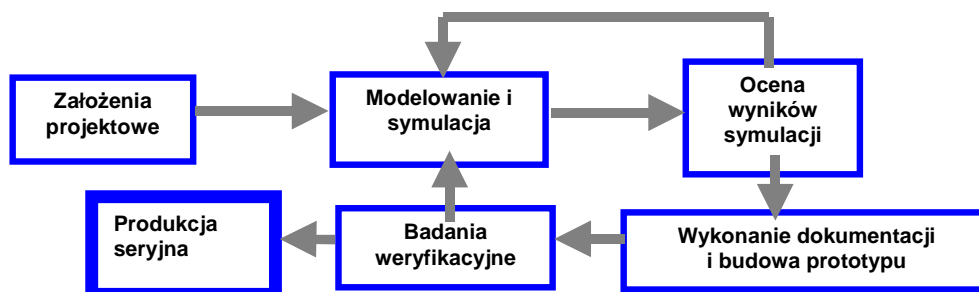 Założenia
projektowe
Modelowanie i
symulacja
Ocena
wyników
symulacji
Produkcja
seryjna
Badania
weryfikacyjne
Wykonanie dokumentacji
i budowa prototypu